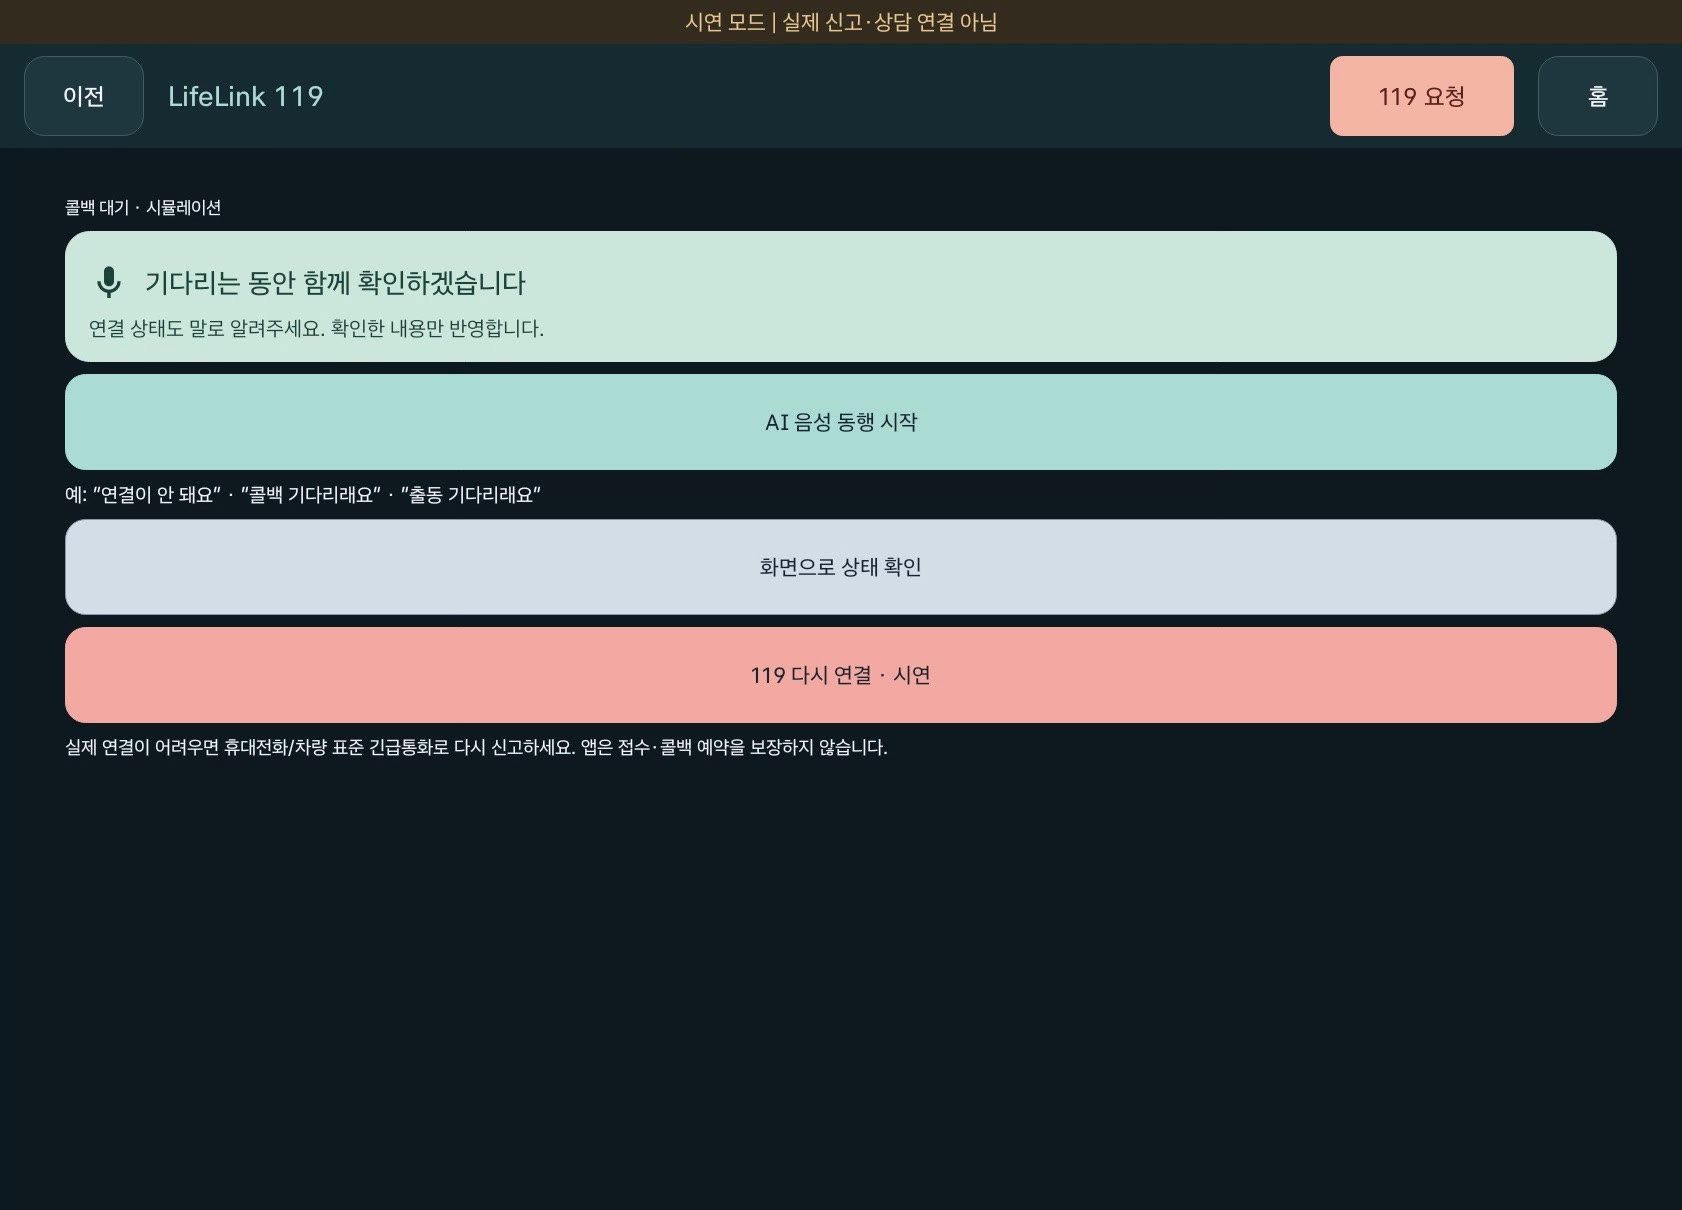 시연 모드 | 실제 신고·상담 연결 아님
이전
LifeLink 119
119 요청
홈
콜백 대기 · 시뮬레이션
기다리는 동안 함께 확인하겠습니다
연결 상태도 말로 알려주세요. 확인한 내용만 반영합니다.
AI 음성 동행 시작
예: "연결이 안 돼요" · "콜백 기다리래요" · "출동 기다리래요"
화면으로 상태 확인
119 다시 연결 · 시연
실제 연결이 어려우면 휴대전화/차량 표준 긴급통화로 다시 신고하세요. 앱은 접수·콜백 예약을 보장하지 않습니다.